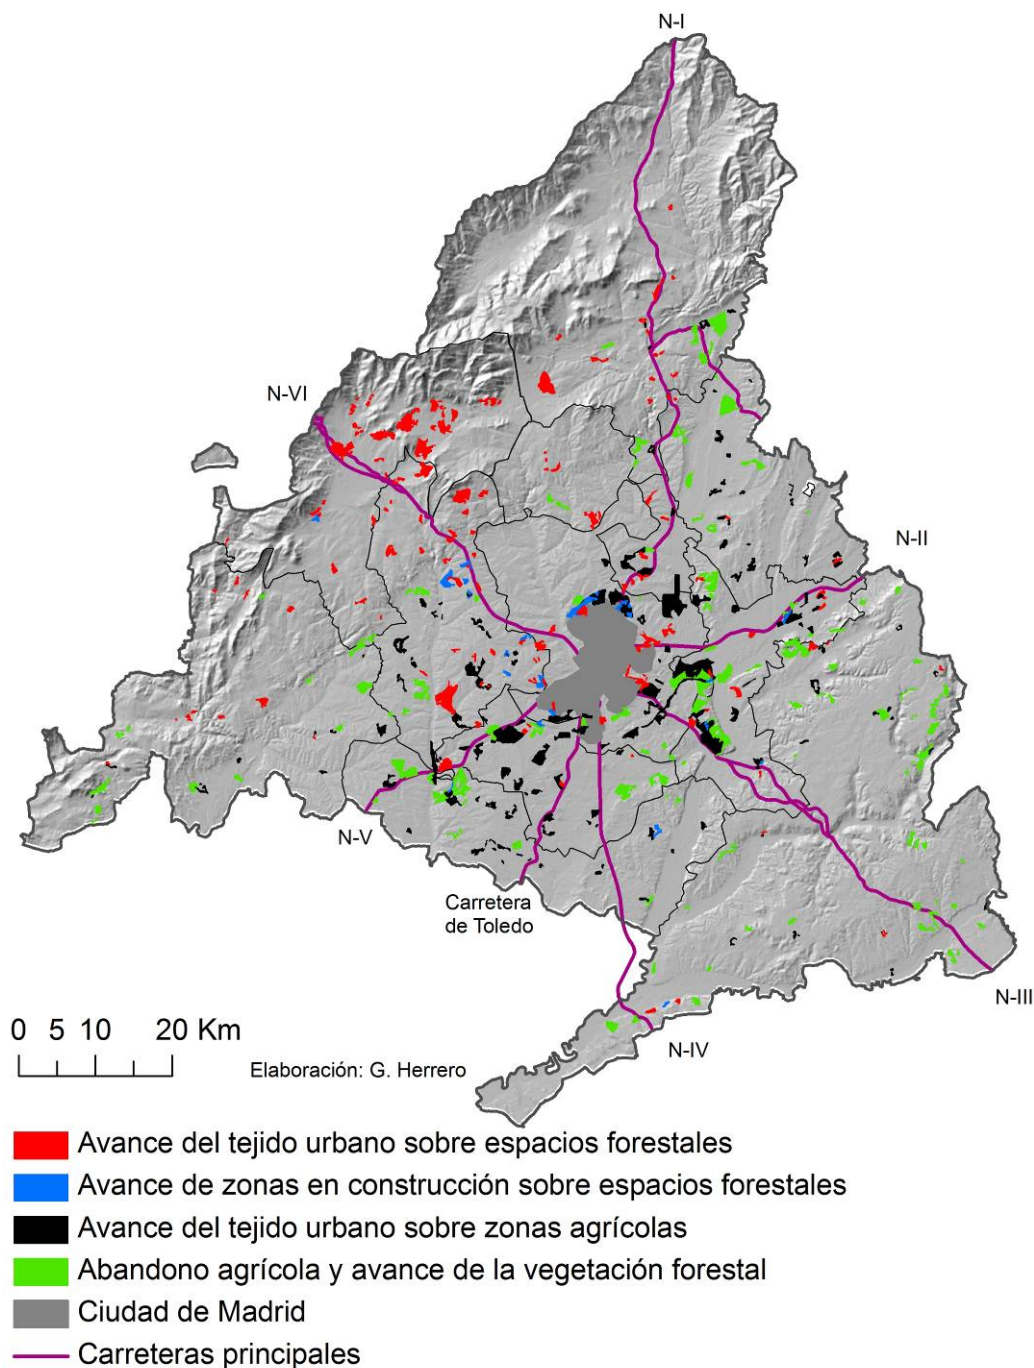 N-I
N-VI
N-II
N-V
Carretera
de Toledo
N-III
N-IV
0 5 10 20 Km
Elaboración: G. Herrero
Avance del tejido urbano sobre espacios forestales
Avance de zonas en construcción sobre espacios forestales
Avance del tejido urbano sobre zonas agrícolas
Abandono agrícola y avance de la vegetación forestal
Ciudad de Madrid
Carreteras principales